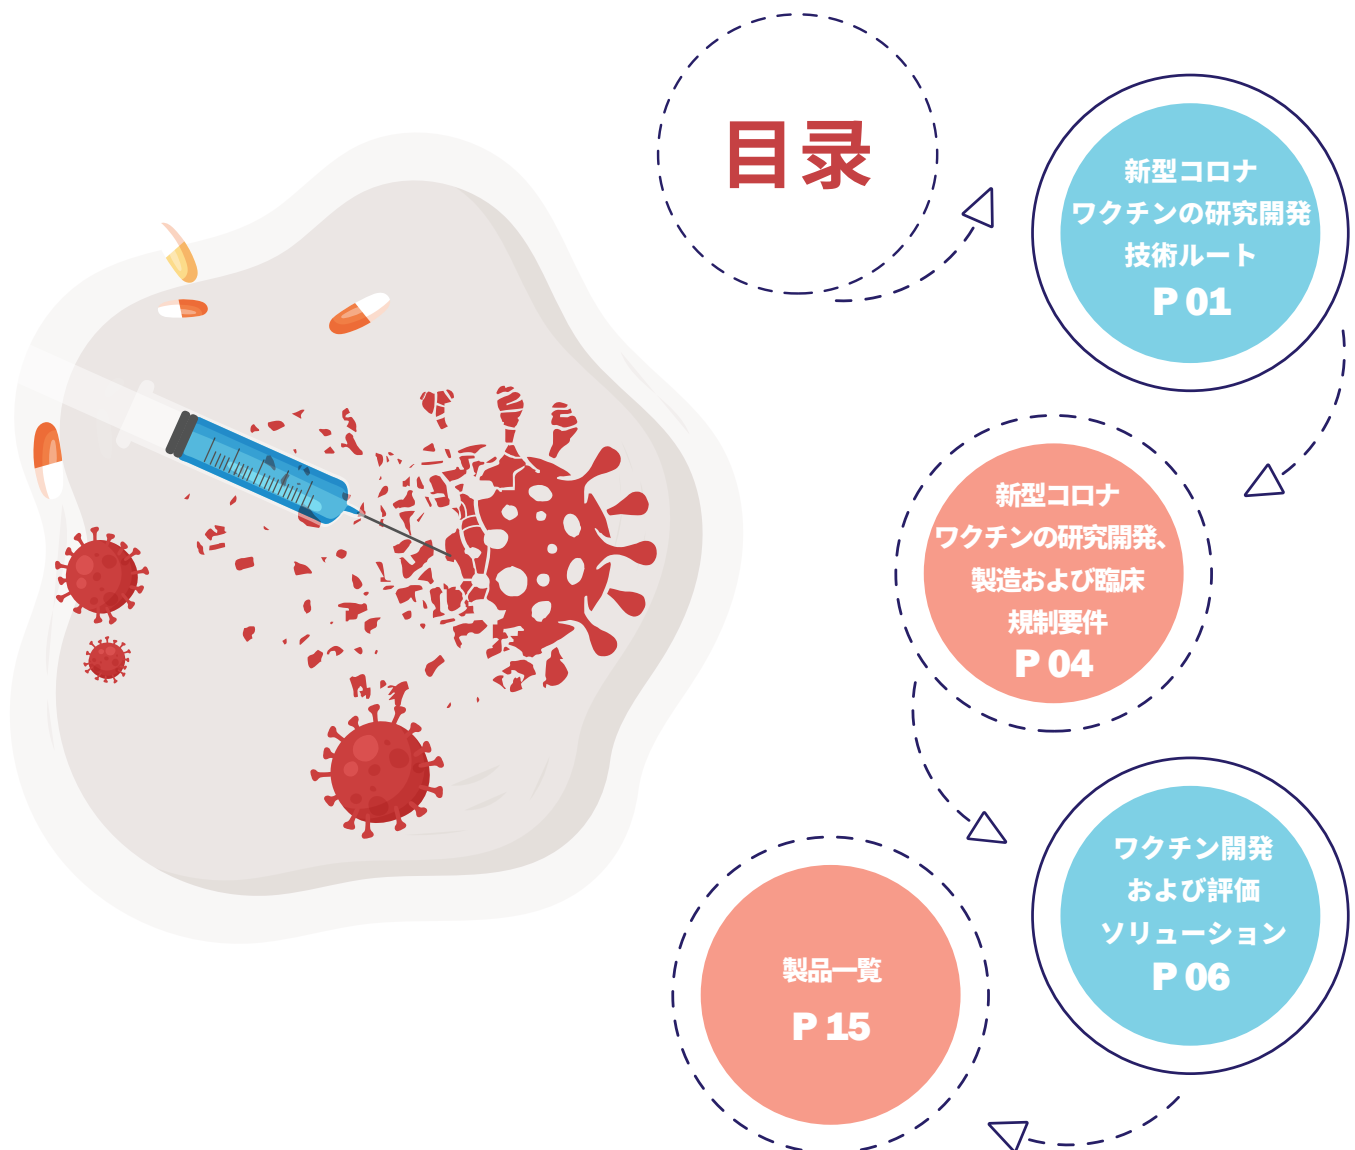 目录
新型コロナ
ワクチンの研究開発
技術ルート
P 01
新型コロナ
ワクチンの研究開発、
製造および臨床
規制要件
P 04
ワクチン開発
および評価
ソリューション
P 06
製品一覧
P 15